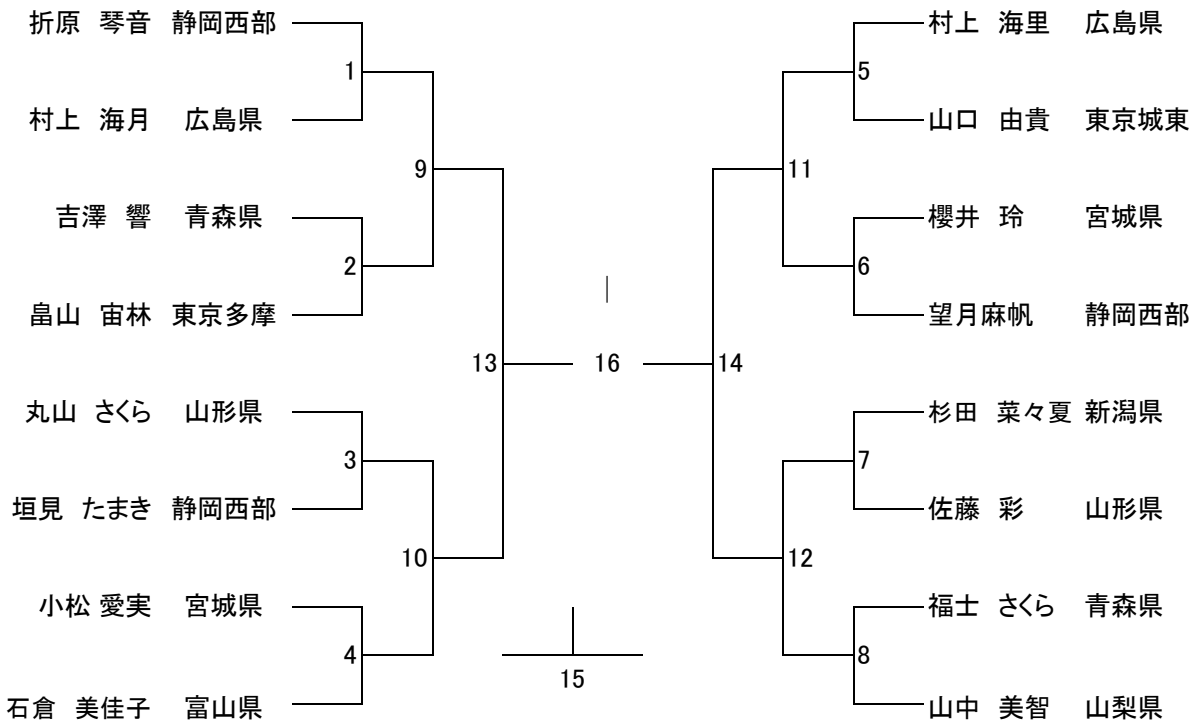 折原 琴音 静岡西部
1
村上 海月 広島県
9
吉澤 響 青森県
2
畠山 宙林 東京多摩
13
丸山 さくら 山形県
3
垣見 たまき 静岡西部
10
小松 愛実 宮城県
4
石倉 美佳子 富山県
16
15
村上 海里 広島県
5
山口 由貴 東京城東
11
櫻井 玲 宮城県
6
望月麻帆 静岡西部
14
杉田 菜々夏 新潟県
7
佐藤 彩 山形県
12
福士 さくら 青森県
8
山中 美智 山梨県